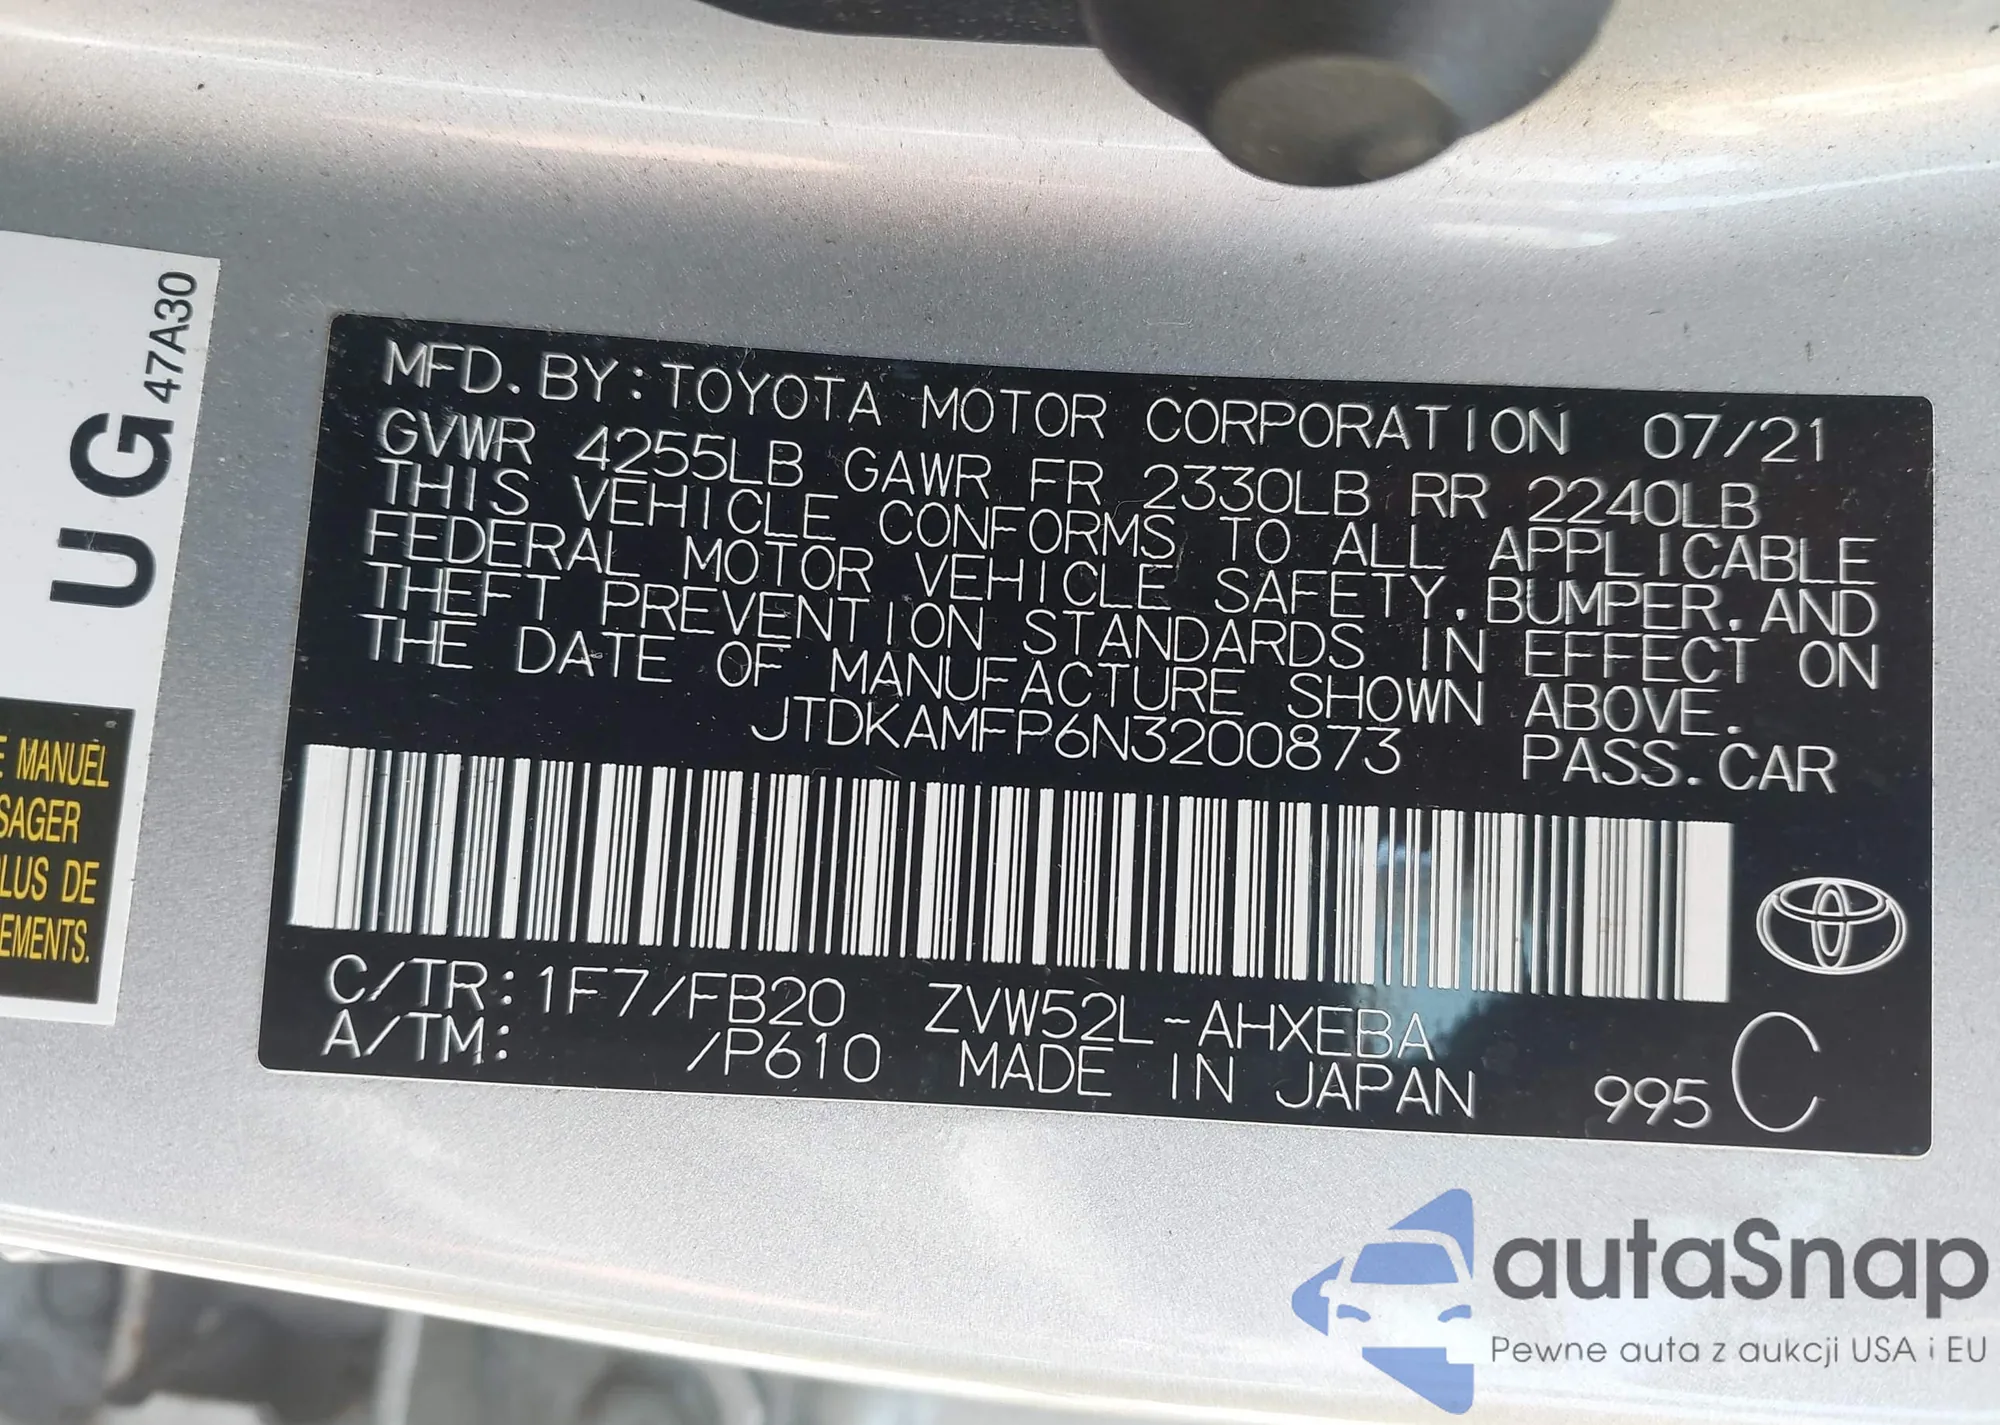 47A30
UG
E MANUEL
SAGER
LUS DE
EMENTS.
MFD. BY: TOYOTA MOTOR CORPORATION 07/21
GVWR 4255LB GAWR FR 2330LB RR 2240LB
THIS VEHICLE CONFORMS TO ALL APPLICABLE
FEDERAL MOTOR VEHICLE SAFETY, BUMPER, AND
THEFT PREVENTION STANDARDS IN EFFECT ON
THE DATE OF MANUFACTURE SHOWN ABOVE.
JTDKAMFP6N3200873 PASS. CAR
C/TR: 1F7/FB20 ZVW52L-AHXEBA
A/TM: /P610 MADE IN JAPAN 995 C
autaSnap
Pewne auta z aukcji USA i EU